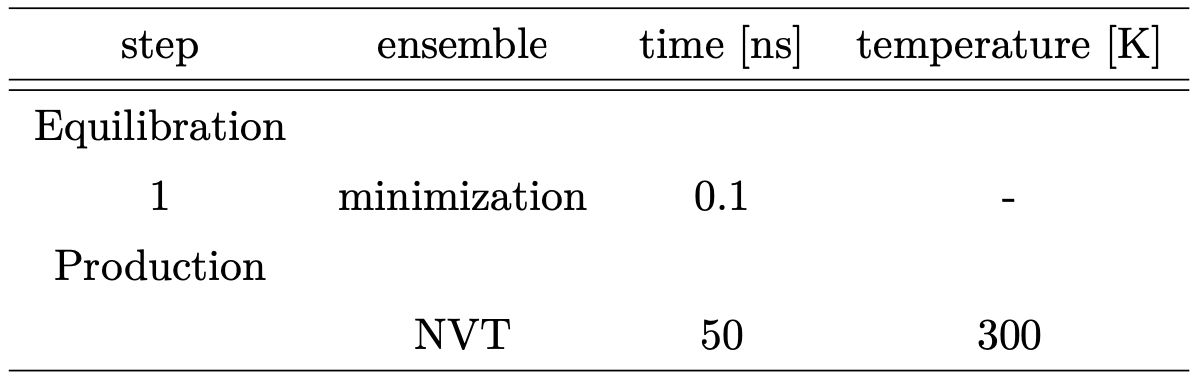 step ensemble time [ns] temperature [K]
Equilibration
1 minimization 0.1 -
Production
NVT 50 300